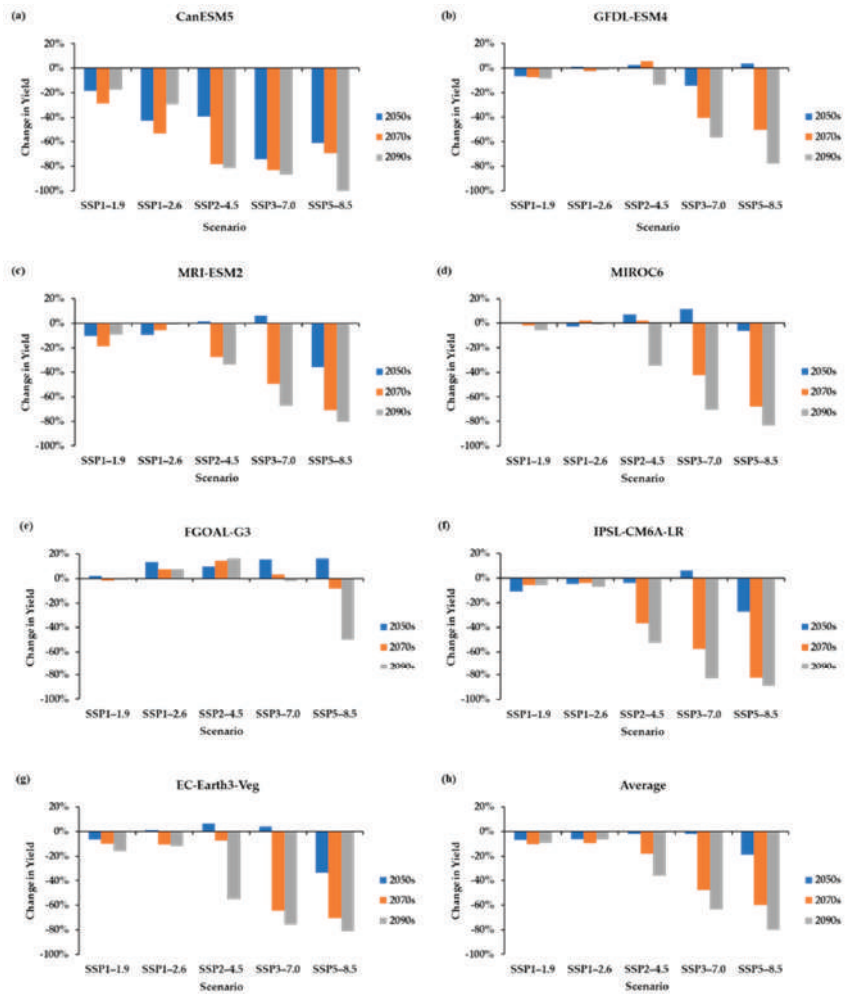 (a)
CanESM5
20%
0%
-20%
-40%
-60%
-80%
-100%
Change in Yield
2050s
2070s
2090s
SSP1–1.9 SSP1–2.6 SSP2–4.5 SSP3–7.0 SSP5–8.5
Scenario
(b)
GFDL-ESM4
20%
0%
-20%
-40%
-60%
-80%
-100%
Change in Yield
2050s
2070s
2090s
SSP1–1.9 SSP1–2.6 SSP2–4.5 SSP3–7.0 SSP5–8.5
Scenario
(c)
MRI-ESM2
20%
0%
-20%
-40%
-60%
-80%
-100%
Change in Yield
2050s
2070s
2090s
SSP1–1.9 SSP1–2.6 SSP2–4.5 SSP3–7.0 SSP5–8.5
Scenario
(d)
MIROC6
20%
0%
-20%
-40%
-60%
-80%
-100%
Change in Yield
2050s
2070s
2090s
SSP1–1.9 SSP1–2.6 SSP2–4.5 SSP3–7.0 SSP5–8.5
Scenario
(e)
FGOAL-G3
20%
0%
-20%
-40%
-60%
-80%
-100%
Change in Yield
2050s
2070s
2090s
SSP1–1.9 SSP1–2.6 SSP2–4.5 SSP3–7.0 SSP5–8.5
Scenario
(f)
IPSL-CM6A-LR
20%
0%
-20%
-40%
-60%
-80%
-100%
Change in Yield
2050s
2070s
2090s
SSP1–1.9 SSP1–2.6 SSP2–4.5 SSP3–7.0 SSP5–8.5
Scenario
(g)
EC-Earth3-Veg
20%
0%
-20%
-40%
-60%
-80%
-100%
Change in Yield
2050s
2070s
2090s
SSP1–1.9 SSP1–2.6 SSP2–4.5 SSP3–7.0 SSP5–8.5
Scenario
(h)
Average
20%
0%
-20%
-40%
-60%
-80%
-100%
Change in Yield
2050s
2070s
2090s
SSP1–1.9 SSP1–2.6 SSP2–4.5 SSP3–7.0 SSP5–8.5
Scenario